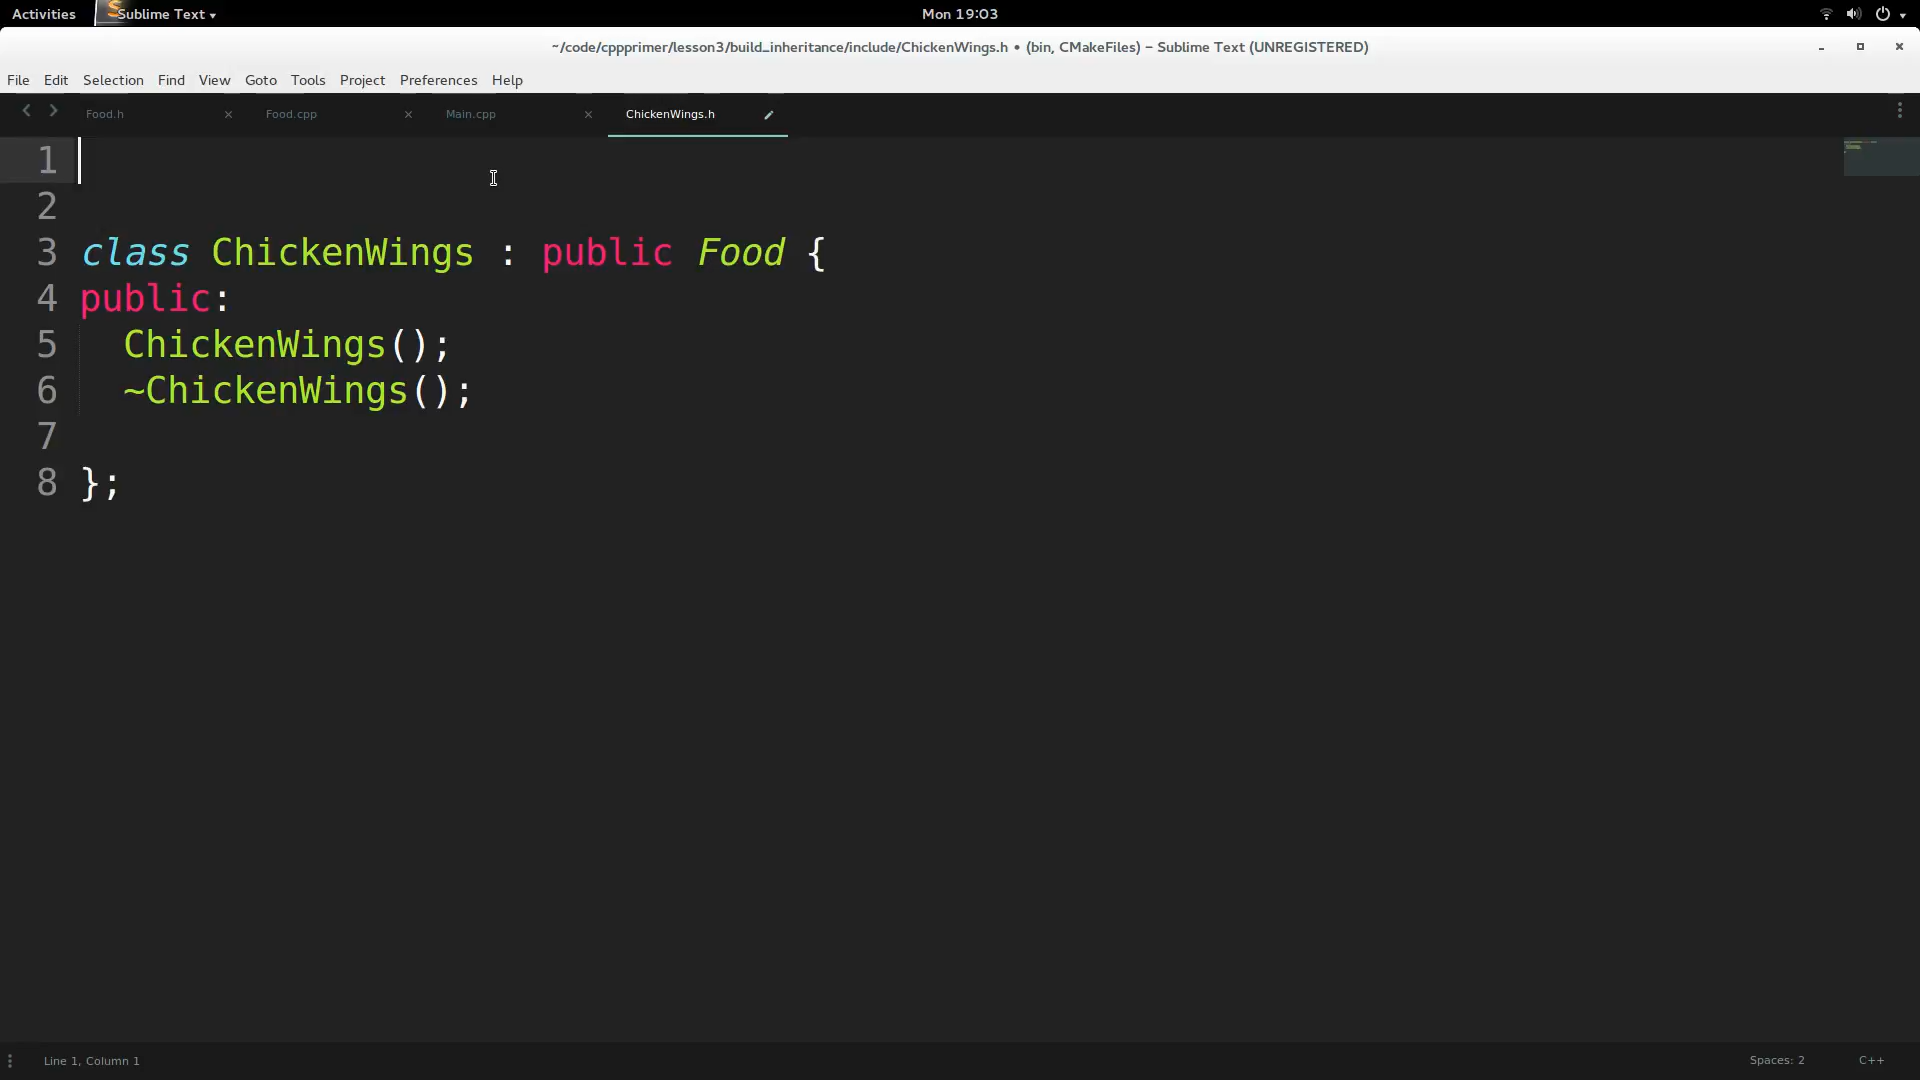 Activities Sublime Text Mon 19:03
~/code/cppprimer/lesson3/build_inheritance/include/ChickenWings.h • (bin, CMakeFiles) – Sublime Text (UNREGISTERED)
File Edit Selection Find View Goto Tools Project Preferences Help
Food.h Food.cpp Main.cpp ChickenWings.h
1
2
3 class ChickenWings : public Food {
4 public:
5 ChickenWings();
6 ~ChickenWings();
7
8 };
Line 1, Column 1 Spaces: 2 C++